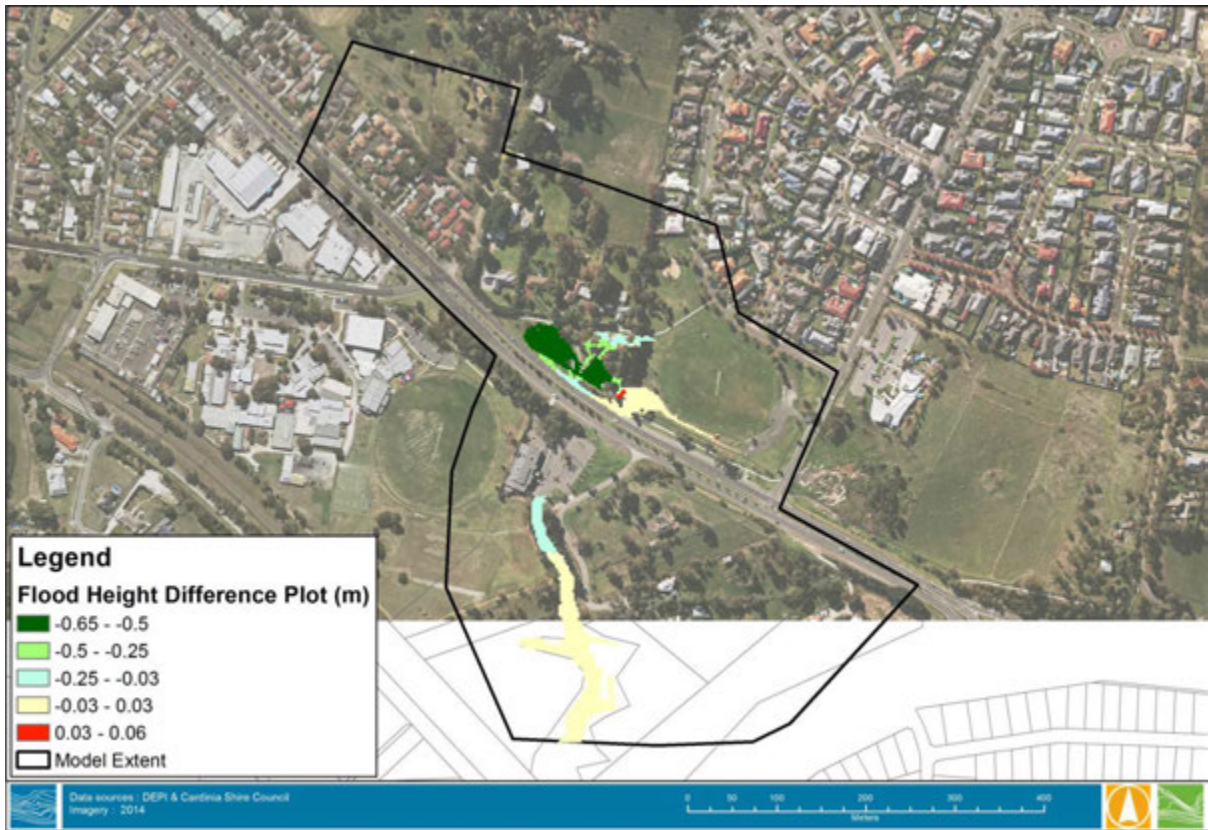 Legend
Flood Height Difference Plot (m)
-0.65 - -0.5
-0.5 - -0.25
-0.25 - -0.03
-0.03 - 0.03
0.03 - 0.06
Model Extent
Data sources : DEPI & Cardinia Shire Council
Imagery : 2014
0 50 100 200 300 400
Meters